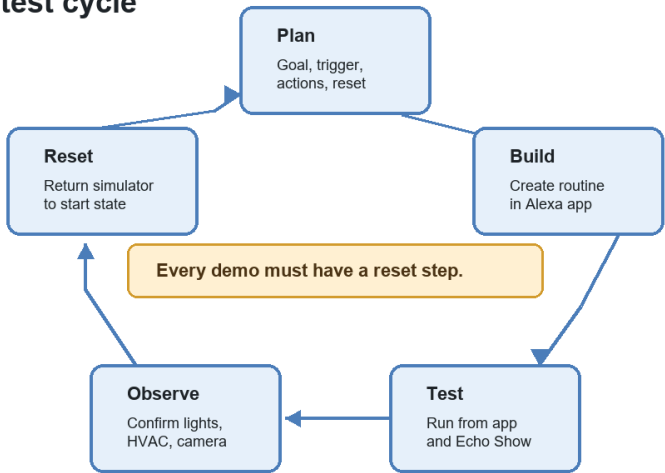 test cycle
Plan
Goal, trigger,
actions, reset
Build
Create routine
in Alexa app
Test
Run from app
and Echo Show
Observe
Confirm lights,
HVAC, camera
Reset
Return simulator
to start state
Every demo must have a reset step.